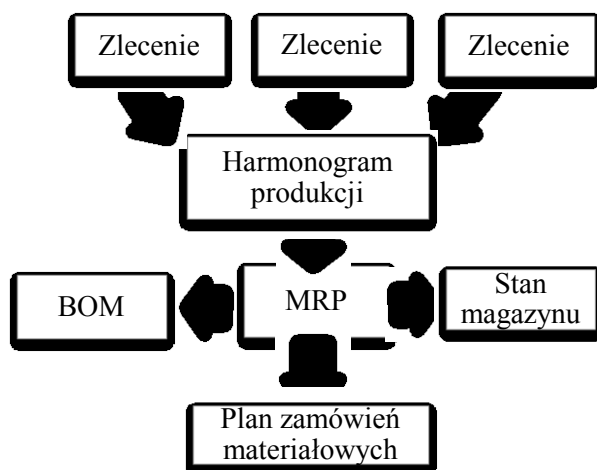 Zlecenie
Zlecenie
Zlecenie
Harmonogram
produkcji
BOM
MRP
Stan
magazynu
Plan zamówień
materiałowych